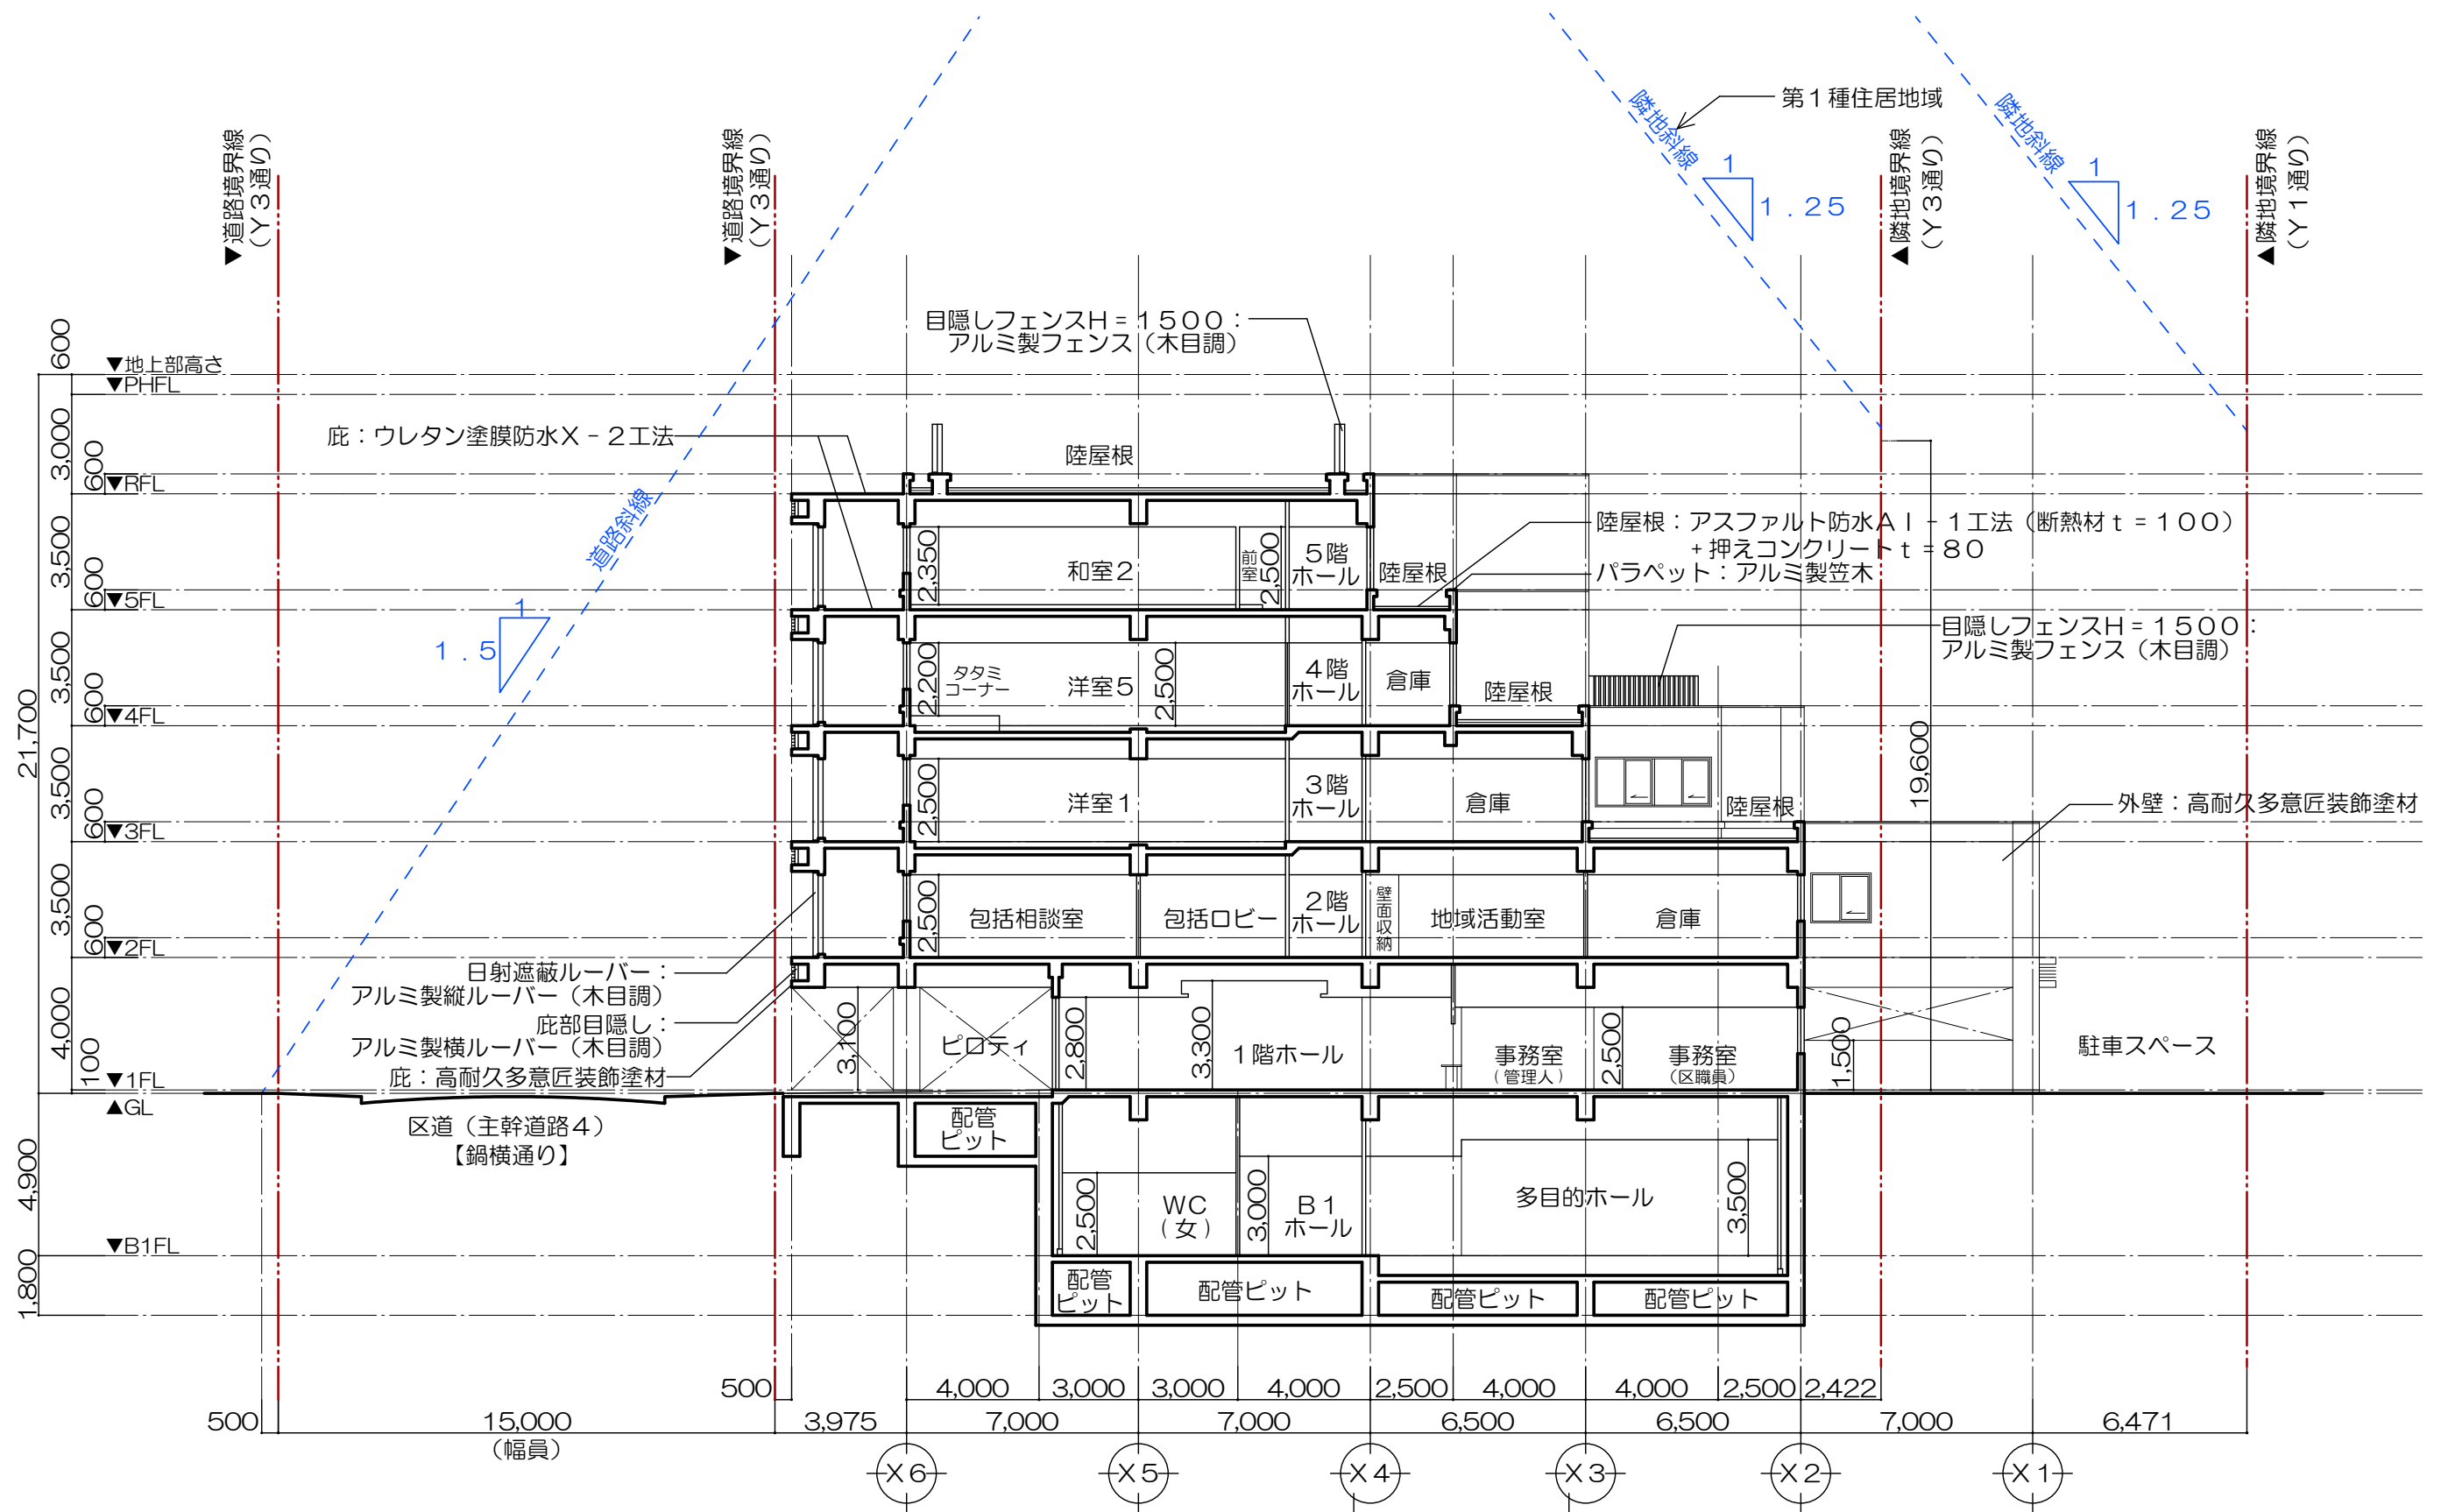 ▼道路境界線
(Y3通り)
▼道路境界線
(Y3通り)
隣地斜線
第1種住居地域
1
1.25
▲隣地境界線
(Y3通り)
隣地斜線
1
1.25
▲隣地境界線
(Y1通り)
目隠しフェンスH=1500:
アルミ製フェンス(木目調)
600
▼地上部高さ
▼PHFL
3,000
庇:ウレタン塗膜防水X-2工法
陸屋根
600
▼RFL
道路斜線
陸屋根:アスファルト防水AI-1工法(断熱材t=100)
+押えコンクリートt=80
パラペット:アルミ製笠木
3,500
2,350
和室2
前室
2,500
5階
ホール
陸屋根
600
▼5FL
1
1.5
目隠しフェンスH=1500:
アルミ製フェンス(木目調)
3,500
2,200
タタミ
コーナー
洋室5
2,500
4階
ホール
倉庫
陸屋根
21,700
600
▼4FL
3,500
2,500
洋室1
3階
ホール
倉庫
陸屋根
19,600
外壁:高耐久多意匠装飾塗材
600
▼3FL
3,500
2,500
包括相談室
包括ロビー
2階
ホール
壁面収納
地域活動室
倉庫
600
▼2FL
日射遮蔽ルーバー:
アルミ製縦ルーバー(木目調)
庇部目隠し:
アルミ製横ルーバー(木目調)
庇:高耐久多意匠装飾塗材
4,000
3,100
ピロティ
2,800
3,300
1階ホール
事務室
(管理人)
2,500
事務室
(区職員)
1,500
駐車スペース
100
▼1FL
▲GL
区道(主幹道路4)
【鍋横通り】
配管
ピット
4,900
2,500
WC
(女)
3,000
B1
ホール
多目的ホール
3,500
▼B1FL
1,800
配管
ピット
配管ピット
配管ピット
配管ピット
500
4,000
3,000
3,000
4,000
2,500
4,000
4,000
2,500
2,422
500
15,000
(幅員)
3,975
7,000
7,000
6,500
6,500
7,000
6,471
X6
X5
X4
X3
X2
X1